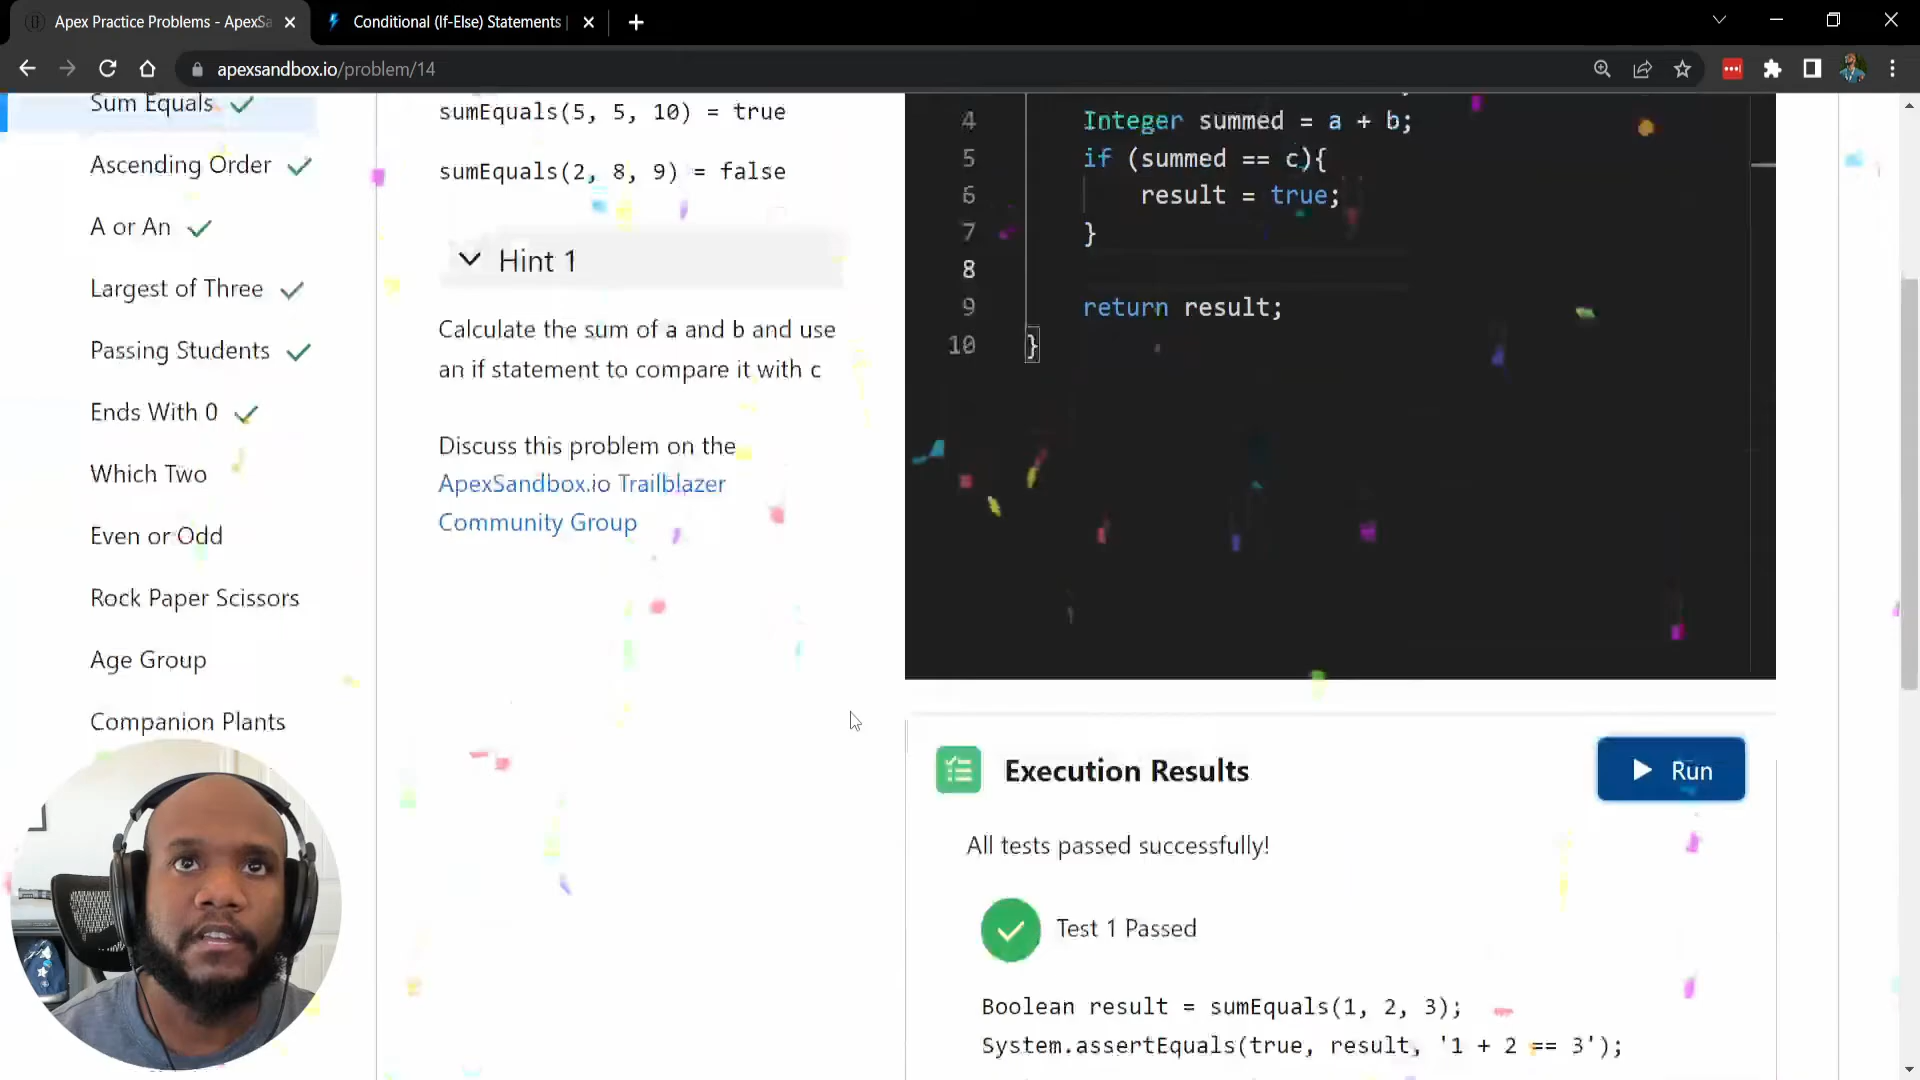 Apex Practice Problems - ApexSa
Conditional (If-Else) Statements |
apexsandbox.io/problem/14
Sum Equals
Ascending Order
A or An
Largest of Three
Passing Students
Ends With 0
Which Two
Even or Odd
Rock Paper Scissors
Age Group
Companion Plants
sumEquals(5, 5, 10) = true
sumEquals(2, 8, 9) = false
Hint 1
Calculate the sum of a and b and use
an if statement to compare it with c
Discuss this problem on the
ApexSandbox.io Trailblazer
Community Group
4 Integer summed = a + b;
5 if (summed == c){
6 result = true;
7 }
8
9 return result;
10 }
Execution Results
Run
All tests passed successfully!
Test 1 Passed
Boolean result = sumEquals(1, 2, 3);
System.assertEquals(true, result, '1 + 2 == 3');